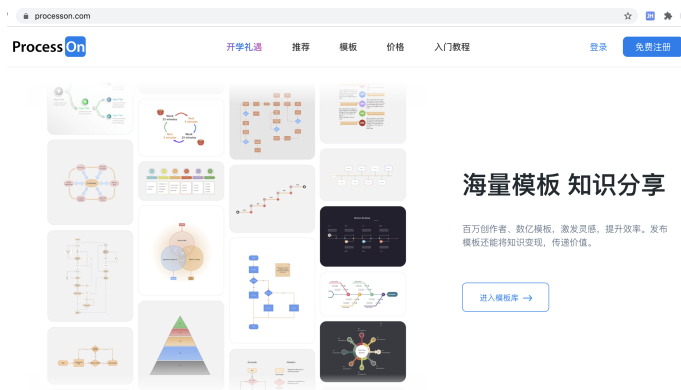 processon.com
JH
ProcessOn
开学礼遇
推荐
模板
价格
入门教程
登录
免费注册
海量模板 知识分享
百万创作者、数亿模板，激发灵感，提升效率。发布
模板还能将知识变现，传递价值。
进入模板库 →